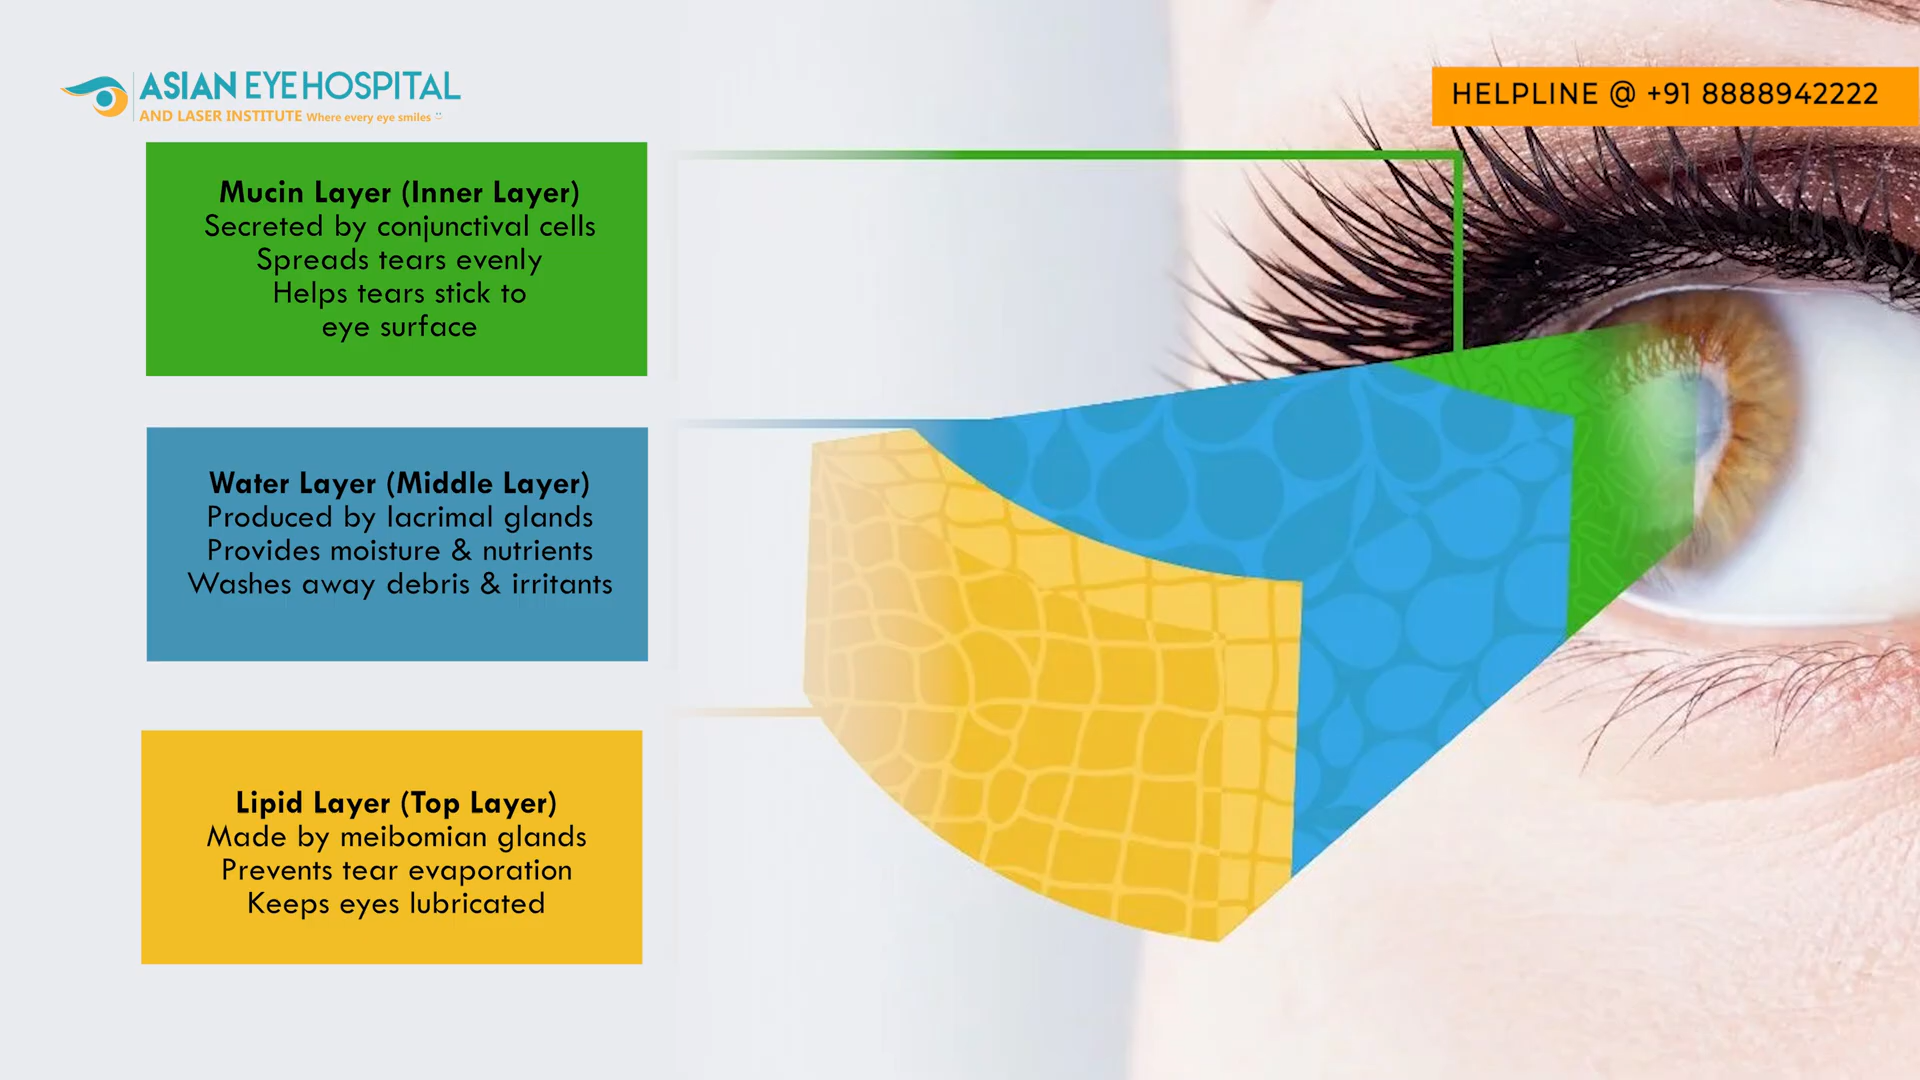 ASIAN EYE HOSPITAL
AND LASER INSTITUTE Where every eye smiles
HELPLINE @ +91 8888942222
Mucin Layer (Inner Layer)
Secreted by conjunctival cells
Spreads tears evenly
Helps tears stick to
eye surface
Water Layer (Middle Layer)
Produced by lacrimal glands
Provides moisture & nutrients
Washes away debris & irritants
Lipid Layer (Top Layer)
Made by meibomian glands
Prevents tear evaporation
Keeps eyes lubricated